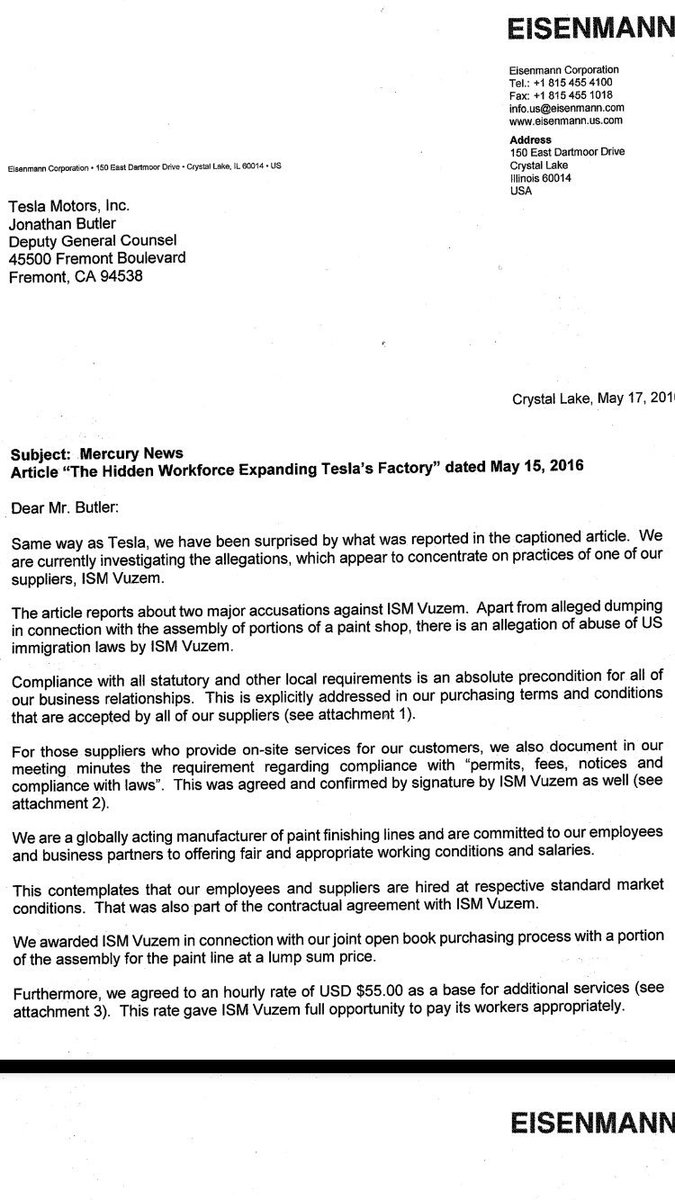 EISENMANN
Eisenmann Corporation
Tel.: +1 815 455 4100
Fax: +1 815 455 1018
info.us@eisenmann.com
www.eisenmann.us.com
Address
150 East Dartmoor Drive
Crystal Lake
Illinois 60014
USA
Eisenmann Corporation • 150 East Dartmoor Drive • Crystal Lake, IL 60014 • US
Tesla Motors, Inc.
Jonathan Butler
Deputy General Counsel
45500 Fremont Boulevard
Fremont, CA 94538
Crystal Lake, May 17, 201
Subject: Mercury News
Article “The Hidden Workforce Expanding Tesla’s Factory” dated May 15, 2016
Dear Mr. Butler:
Same way as Tesla, we have been surprised by what was reported in the captioned article. We
are currently investigating the allegations, which appear to concentrate on practices of one of our
suppliers, ISM Vuzem.
The article reports about two major accusations against ISM Vuzem. Apart from alleged dumping
in connection with the assembly of portions of a paint shop, there is an allegation of abuse of US
immigration laws by ISM Vuzem.
Compliance with all statutory and other local requirements is an absolute precondition for all of
our business relationships. This is explicitly addressed in our purchasing terms and conditions
that are accepted by all of our suppliers (see attachment 1).
For those suppliers who provide on-site services for our customers, we also document in our
meeting minutes the requirement regarding compliance with “permits, fees, notices and
compliance with laws”. This was agreed and confirmed by signature by ISM Vuzem as well (see
attachment 2).
We are a globally acting manufacturer of paint finishing lines and are committed to our employees
and business partners to offering fair and appropriate working conditions and salaries.
This contemplates that our employees and suppliers are hired at respective standard market
conditions. That was also part of the contractual agreement with ISM Vuzem.
We awarded ISM Vuzem in connection with our joint open book purchasing process with a portion
of the assembly for the paint line at a lump sum price.
Furthermore, we agreed to an hourly rate of USD $55.00 as a base for additional services (see
attachment 3). This rate gave ISM Vuzem full opportunity to pay its workers appropriately.
EISENMANN